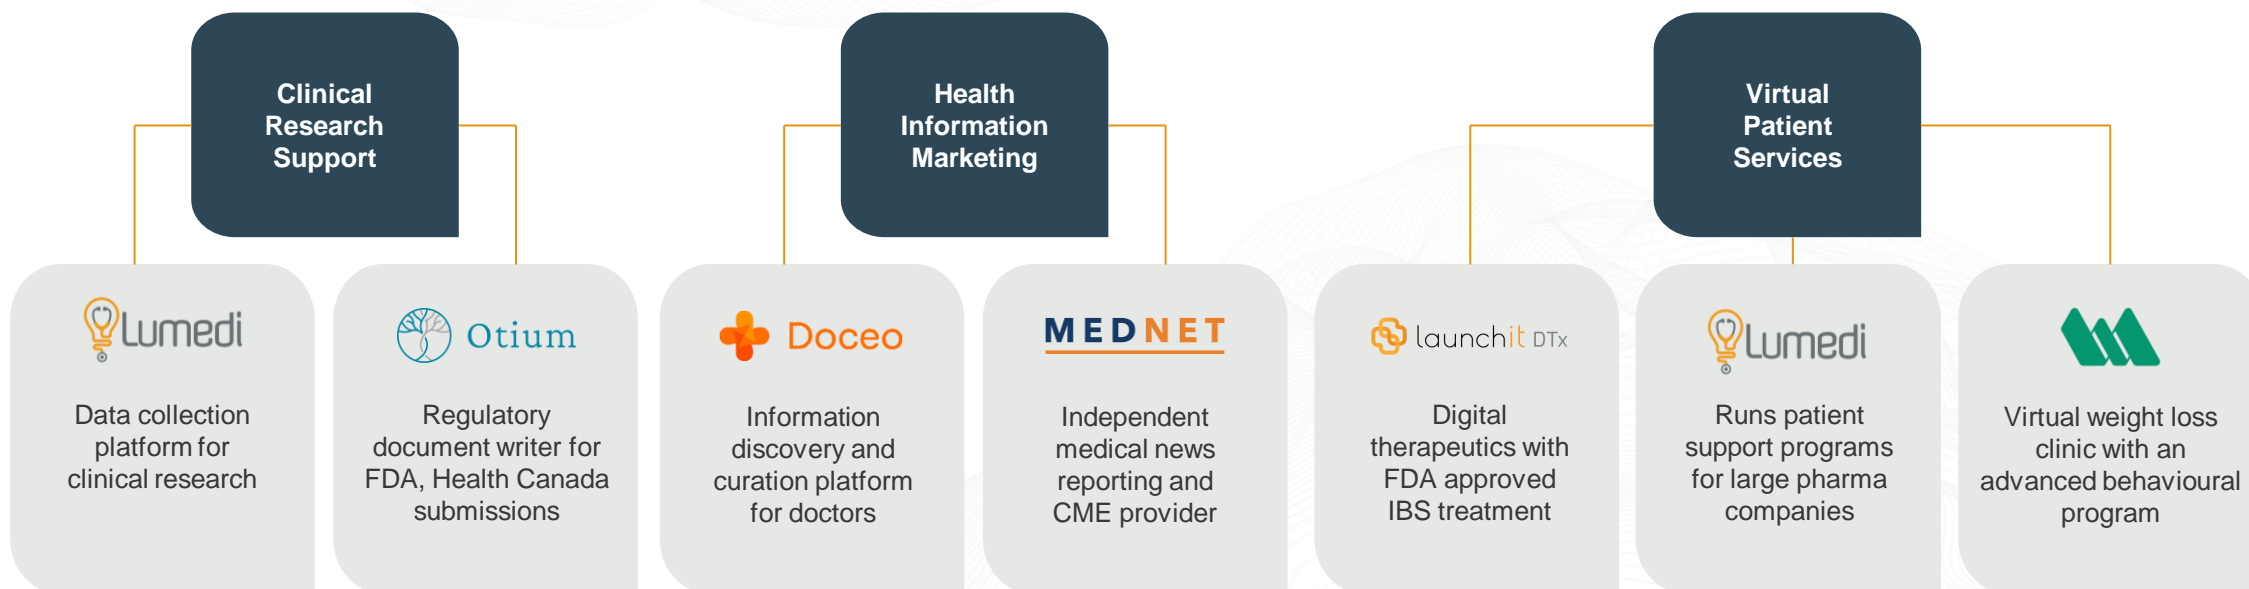 Clinical
Research
Support
Health
Information
Marketing
Virtual
Patient
Services
Lumedi
Data collection
platform for
clinical research
Otium
Regulatory
document writer for
FDA, Health Canada
submissions
Doceo
Information
discovery and
curation platform
for doctors
MEDNET
Independent
medical news
reporting and
CME provider
launchit DTx
Digital
therapeutics with
FDA approved
IBS treatment
Lumedi
Runs patient
support programs
for large pharma
companies
Virtual weight loss
clinic with an
advanced behavioural
program